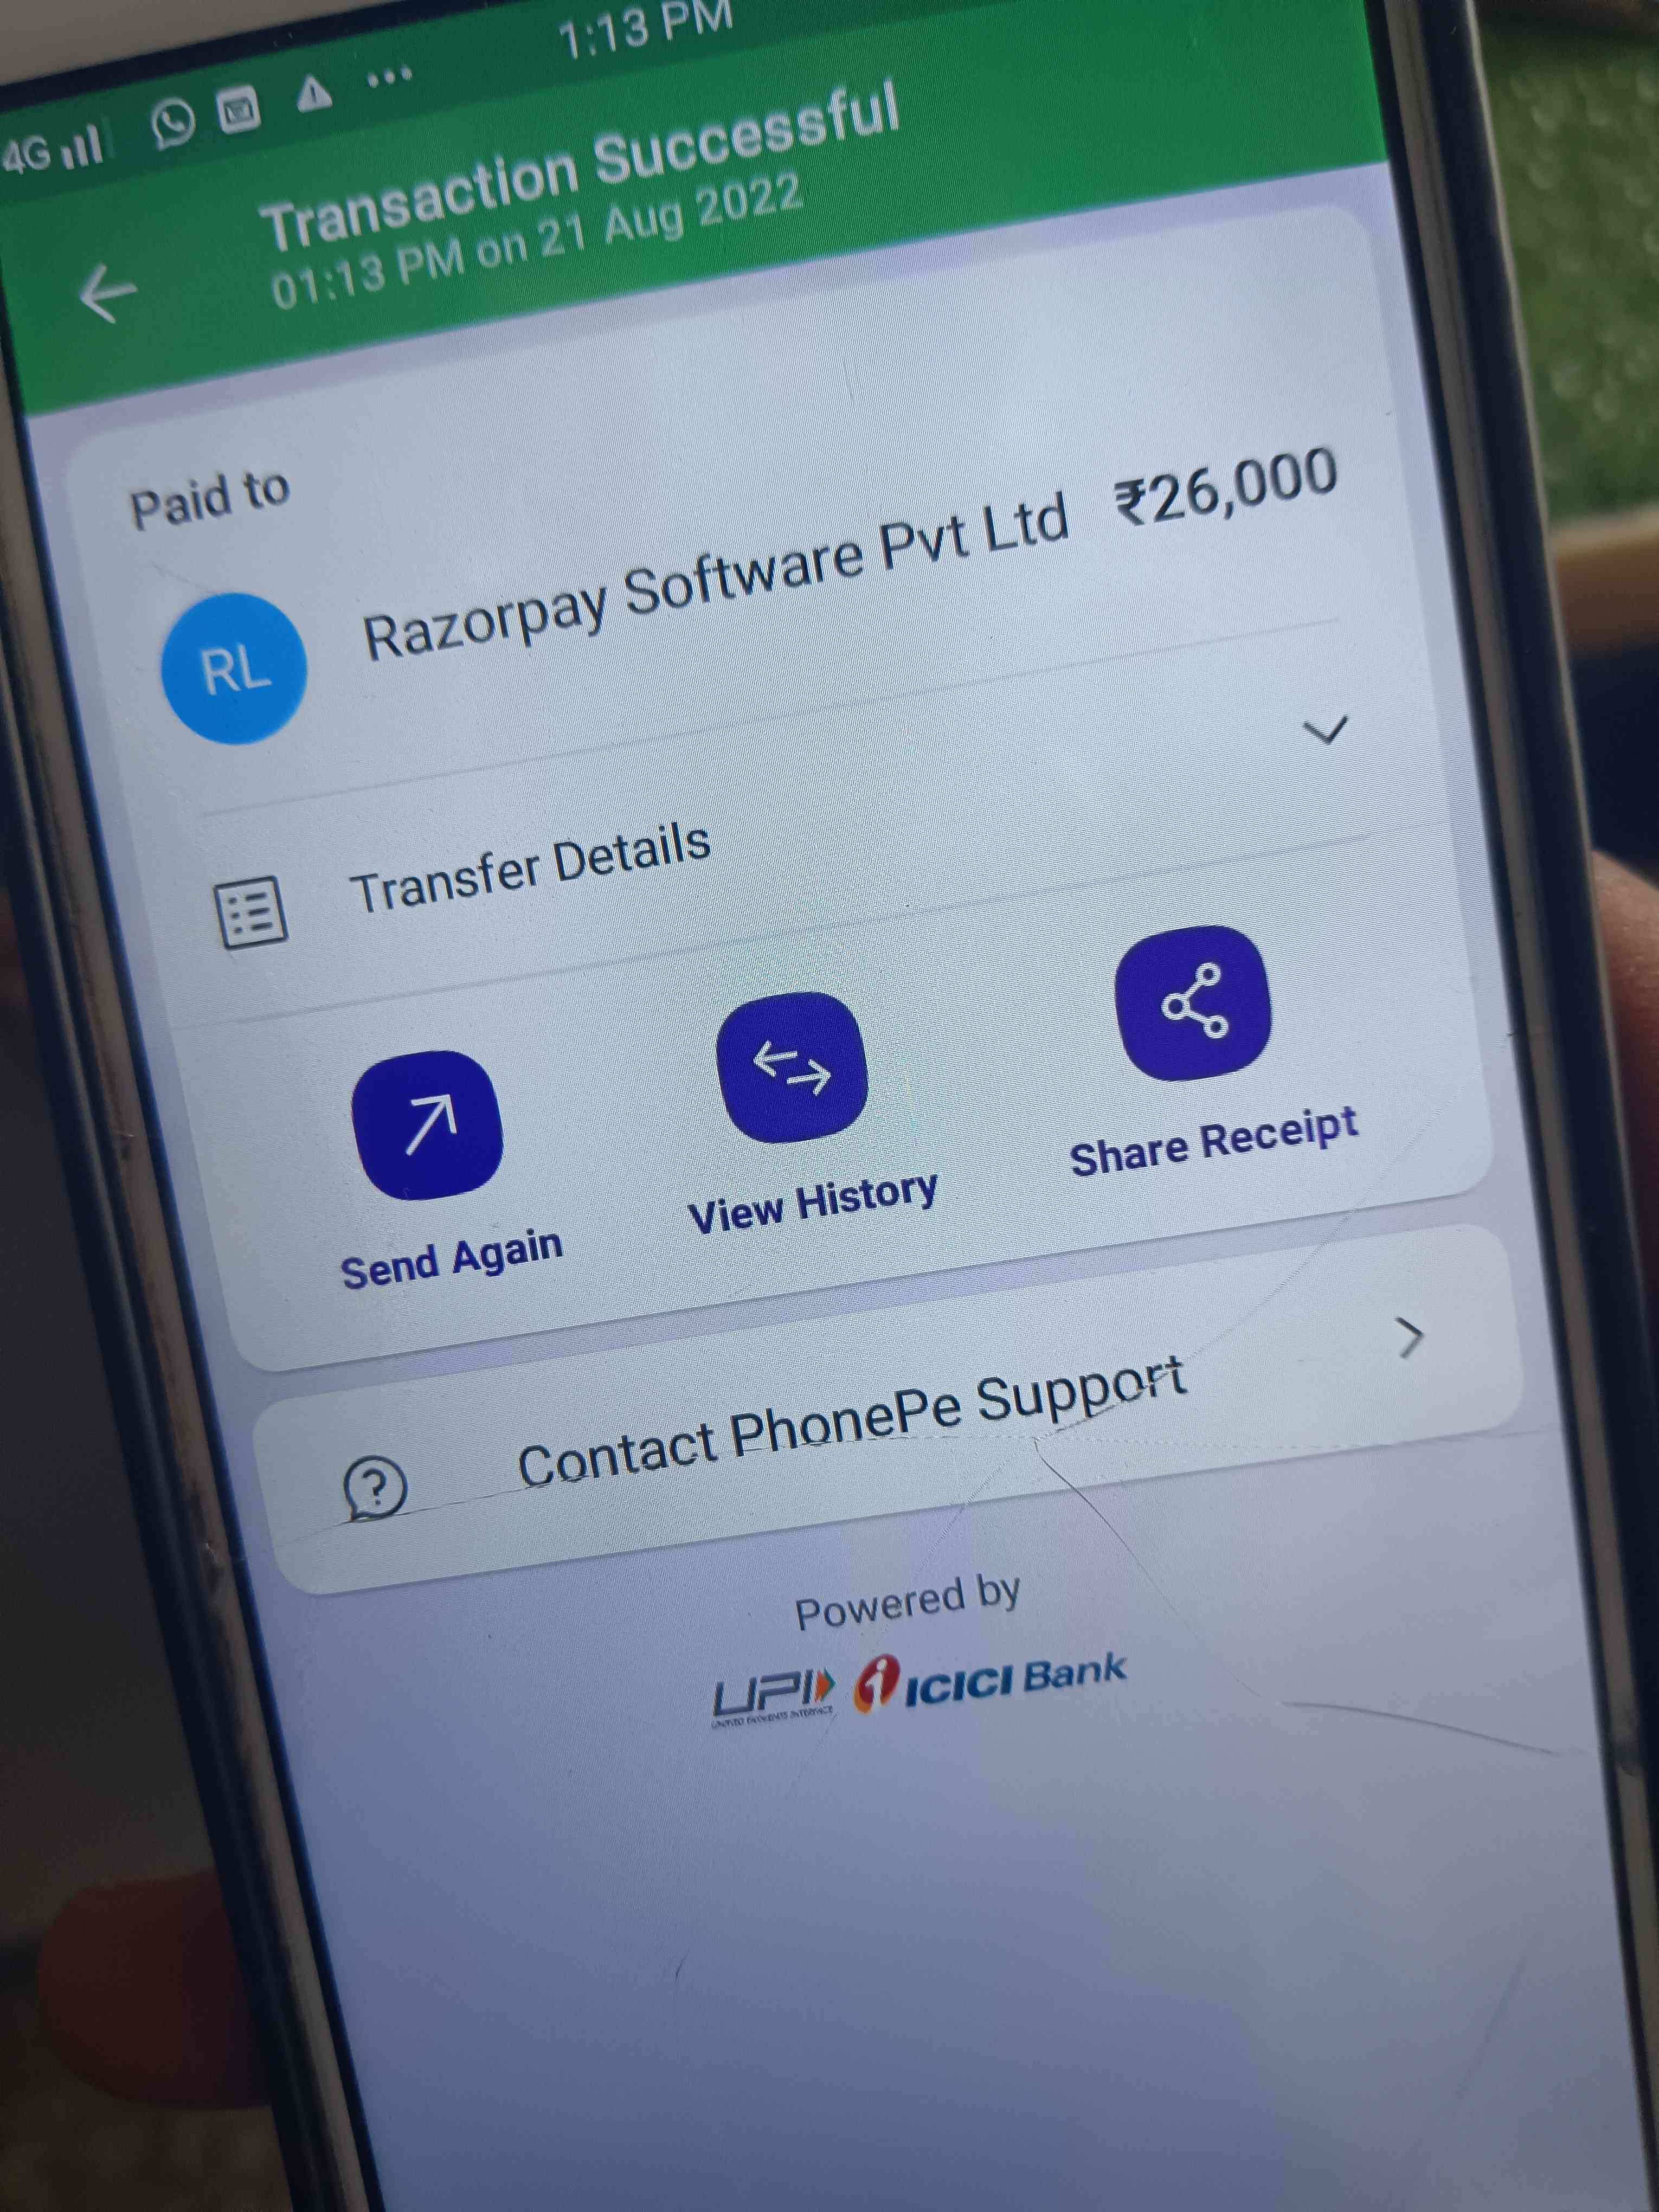 4G 1:13 PM
Transaction Successful
01:13 PM on 21 Aug 2022
Paid to
RL Razorpay Software Pvt Ltd ₹26,000
Transfer Details
Send Again View History Share Receipt
Contact PhonePe Support
Powered by
UPI ICICI Bank
UNIFIED PAYMENTS INTERFACE